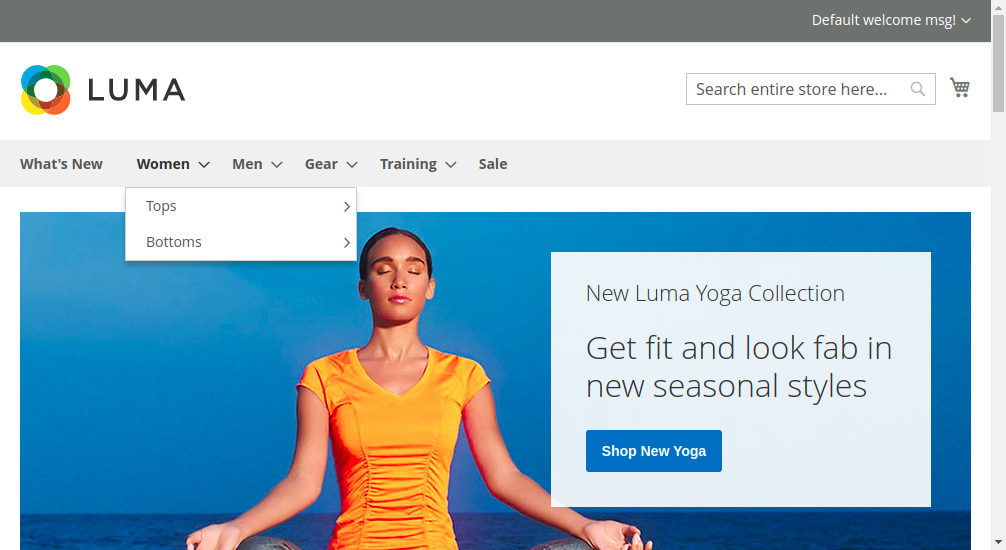 Default welcome msg!
LUMA
Search entire store here...
What's New Women Men Gear Training Sale
Tops
Bottoms
New Luma Yoga Collection
Get fit and look fab in
new seasonal styles
Shop New Yoga